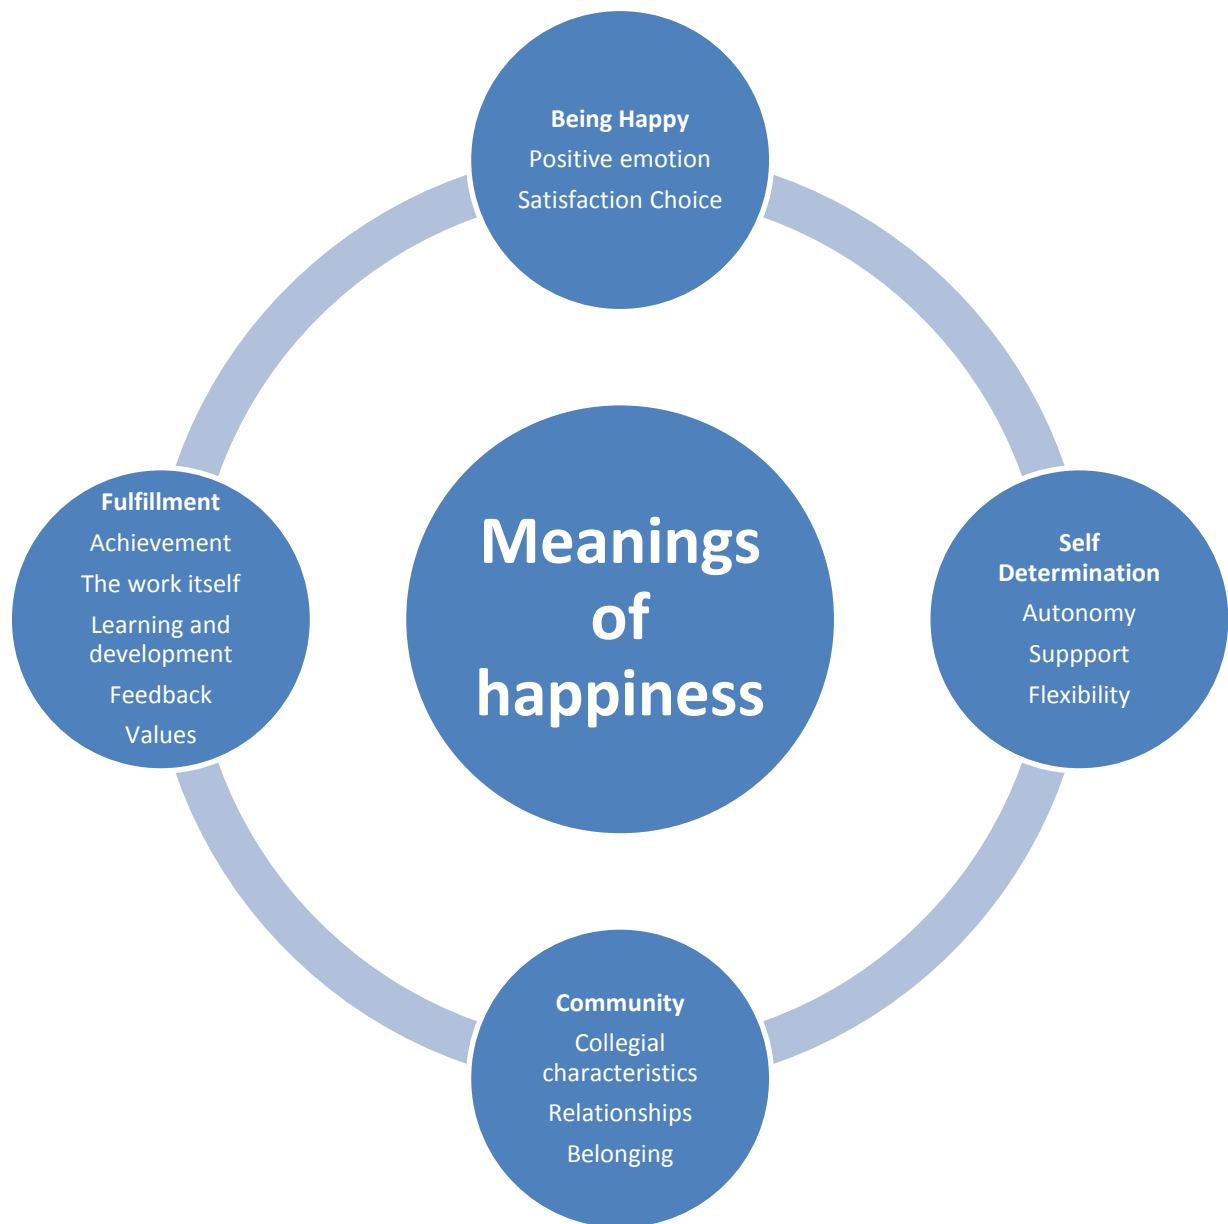 Being Happy
Positive emotion
Satisfaction Choice
Fulfillment
Achievement
The work itself
Learning and
development
Feedback
Values
Meanings
of
happiness
Self
Determination
Autonomy
Suppport
Flexibility
Community
Collegial
characteristics
Relationships
Belonging